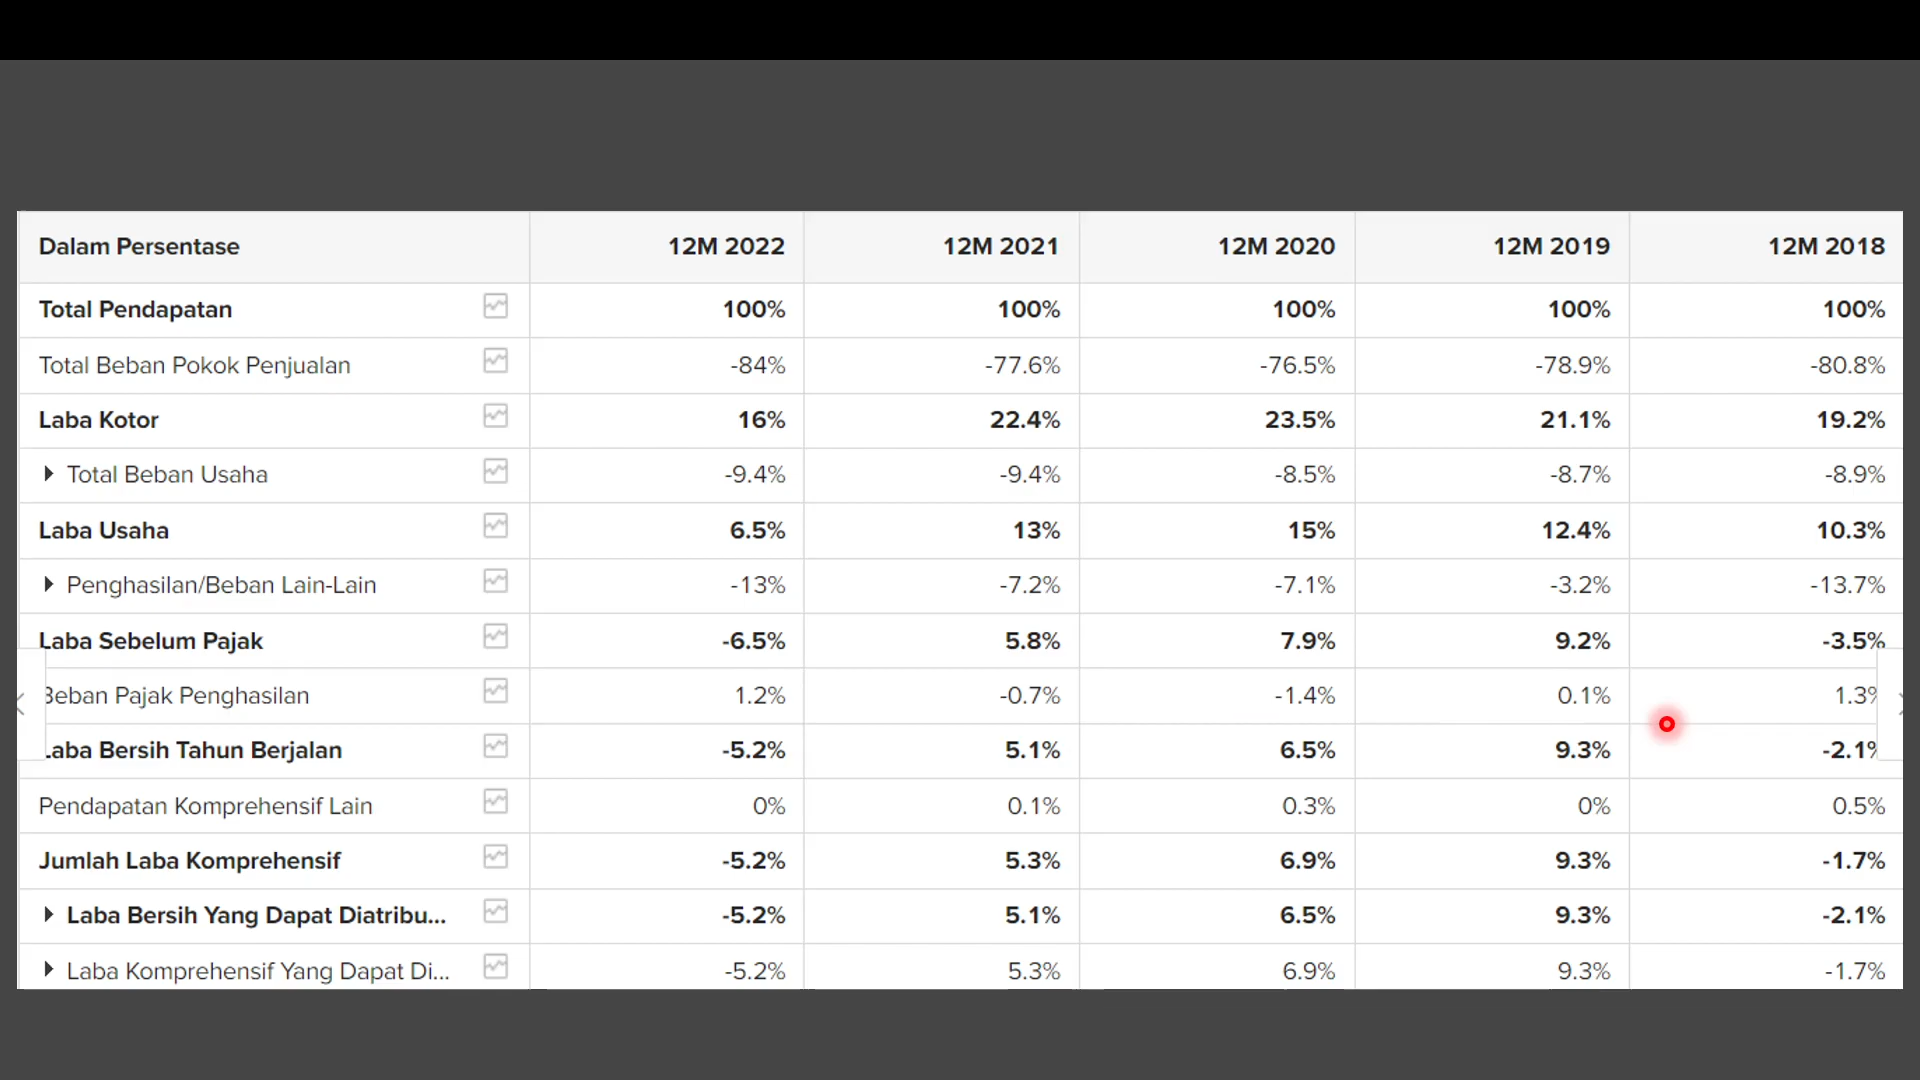 Dalam Persentase 12M 2022 12M 2021 12M 2020 12M 2019 12M 2018
Total Pendapatan 100% 100% 100% 100% 100%
Total Beban Pokok Penjualan -84% -77.6% -76.5% -78.9% -80.8%
Laba Kotor 16% 22.4% 23.5% 21.1% 19.2%
Total Beban Usaha -9.4% -9.4% -8.5% -8.7% -8.9%
Laba Usaha 6.5% 13% 15% 12.4% 10.3%
Penghasilan/Beban Lain-Lain -13% -7.2% -7.1% -3.2% -13.7%
Laba Sebelum Pajak -6.5% 5.8% 7.9% 9.2% -3.5%
Beban Pajak Penghasilan 1.2% -0.7% -1.4% 0.1% 1.3%
Laba Bersih Tahun Berjalan -5.2% 5.1% 6.5% 9.3% -2.1%
Pendapatan Komprehensif Lain 0% 0.1% 0.3% 0% 0.5%
Jumlah Laba Komprehensif -5.2% 5.3% 6.9% 9.3% -1.7%
Laba Bersih Yang Dapat Diatribu... -5.2% 5.1% 6.5% 9.3% -2.1%
Laba Komprehensif Yang Dapat Di... -5.2% 5.3% 6.9% 9.3% -1.7%